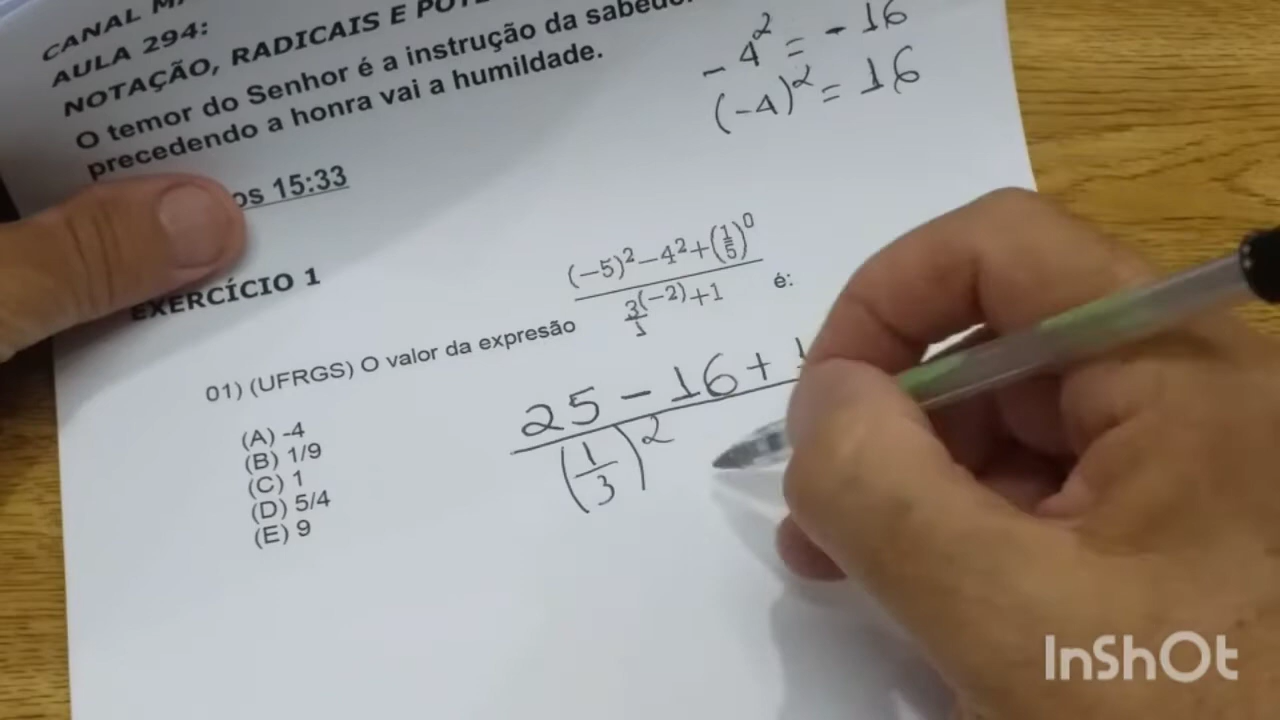 CANAL
AULA 294:
NOTAÇÃO, RADICAIS E
O temor do Senhor é a instrução da
precedendo a honra vai a humildade.
15:33
-4² = -16
(-4)² = 16
EXERCÍCIO 1
01) (UFRGS) O valor da expresão ((-5)²-4²+(1/5)⁰)/(3^(-2)+1) é:
1
(A) -4
(B) 1/9
(C) 1
(D) 5/4
(E) 9
25 - 16 +
(1/3)²
InShOt